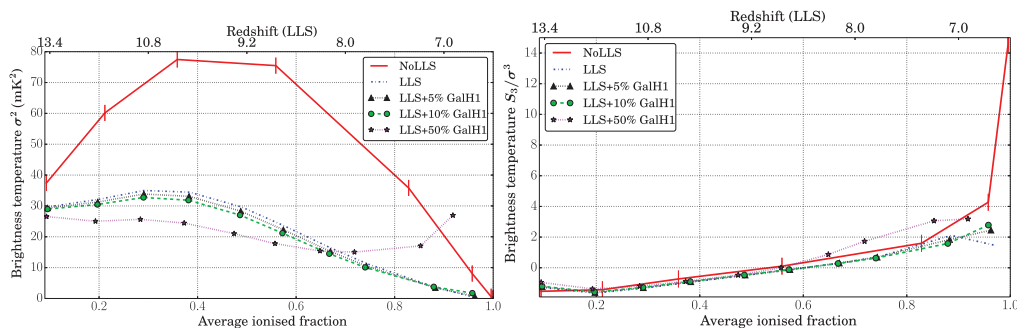 Redshift (LLS)
13.4 10.8 9.2 8.0 7.0
80
70
60
50
40
30
20
10
0
Brightness temperature σ² (mK²)
NoLLS
LLS
LLS+5% GalH1
LLS+10% GalH1
LLS+50% GalH1
0.2 0.4 0.6 0.8 1.0
Average ionised fraction
Redshift (LLS)
13.4 10.8 9.2 8.0 7.0
14
12
10
8
6
4
2
0
Brightness temperature S₃/σ³
NoLLS
LLS
LLS+5% GalH1
LLS+10% GalH1
LLS+50% GalH1
0.2 0.4 0.6 0.8 1.0
Average ionised fraction